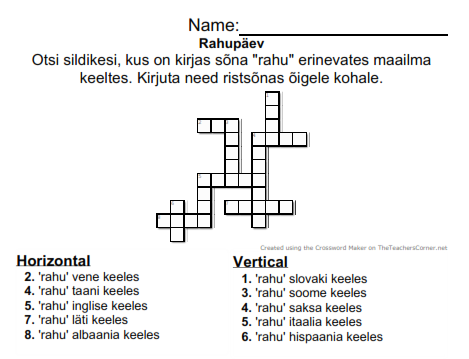 Name:
Rahupäev
Otsi sildikesi, kus on kirjas sõna "rahu" erinevates maailma
keeltes. Kirjuta need ristsõnas õigele kohale.
Created using the Crossword Maker on TheTeachersCorner.net
Horizontal
2. 'rahu' vene keeles
4. 'rahu' taani keeles
5. 'rahu' inglise keeles
7. 'rahu' läti keeles
8. 'rahu' albaania keeles
Vertical
1. 'rahu' slovaki keeles
3. 'rahu' soome keeles
4. 'rahu' saksa keeles
5. 'rahu' itaalia keeles
6. 'rahu' hispaania keeles